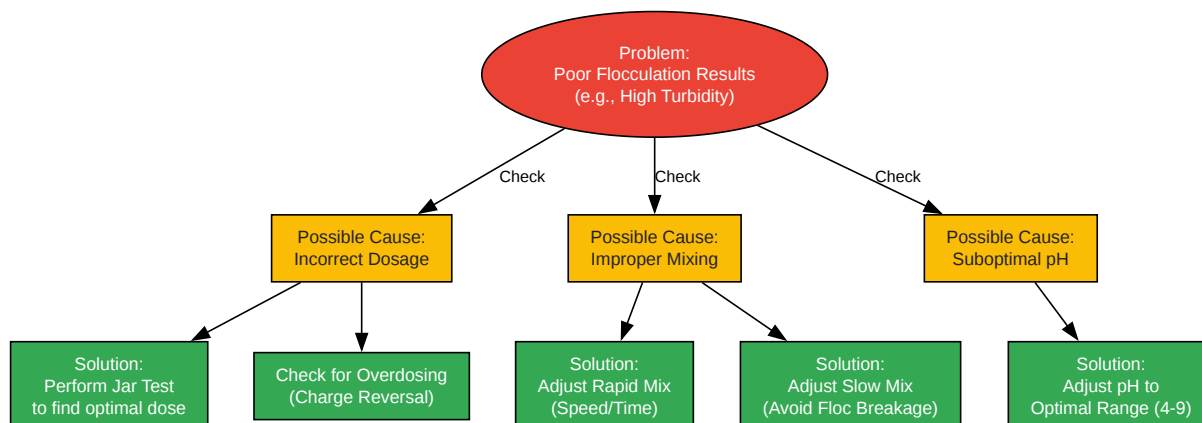 Problem:
Poor Flocculation Results
(e.g., High Turbidity)
Check
Check
Check
Possible Cause:
Incorrect Dosage
Possible Cause:
Improper Mixing
Possible Cause:
Suboptimal pH
Solution:
Perform Jar Test
to find optimal dose
Check for Overdosing
(Charge Reversal)
Solution:
Adjust Rapid Mix
(Speed/Time)
Solution:
Adjust Slow Mix
(Avoid Floc Breakage)
Solution:
Adjust pH to
Optimal Range (4-9)